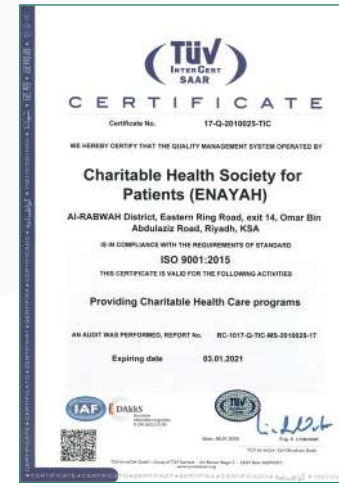 TÜV
INTERCERT
SAAR
CERTIFICATE
Certificate No. 17-Q-2010025-TIC
WE HEREBY CERTIFY THAT THE QUALITY MANAGEMENT SYSTEM OPERATED BY
Charitable Health Society for
Patients (ENAYAH)
Al-RABWAH District, Eastern Ring Road, exit 14, Omar Bin
Abdulaziz Road, Riyadh, KSA
IS IN COMPLIANCE WITH THE REQUIREMENTS OF STANDARD
ISO 9001:2015
THIS CERTIFICATE IS VALID FOR THE FOLLOWING ACTIVITIES
Providing Charitable Health Care programs
AN AUDIT WAS PERFORMED, REPORT No. RC-1017-Q-TIC-MS-2010025-17
Expiring date 03.01.2021
IAF
DAkkS
TÜV